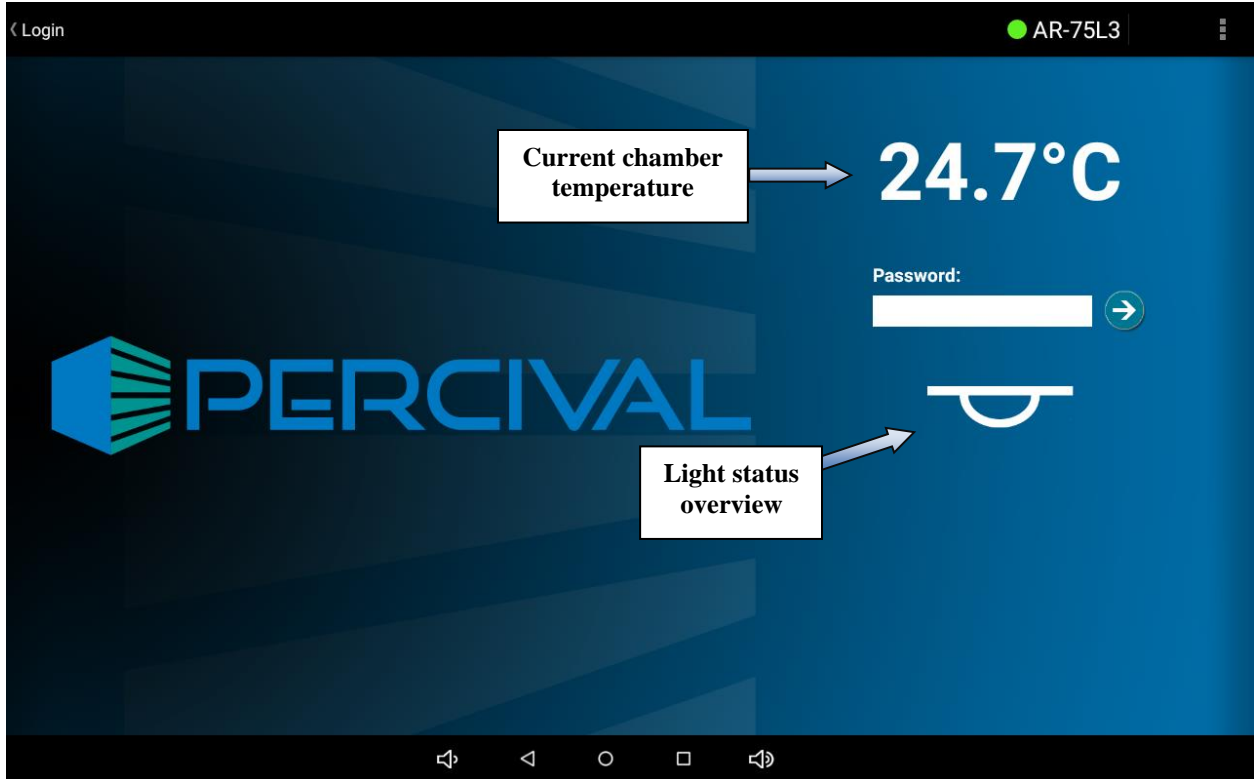 Login
AR-75L3
Current chamber
temperature
24.7°C
Password:
PERCIVAL
Light status
overview